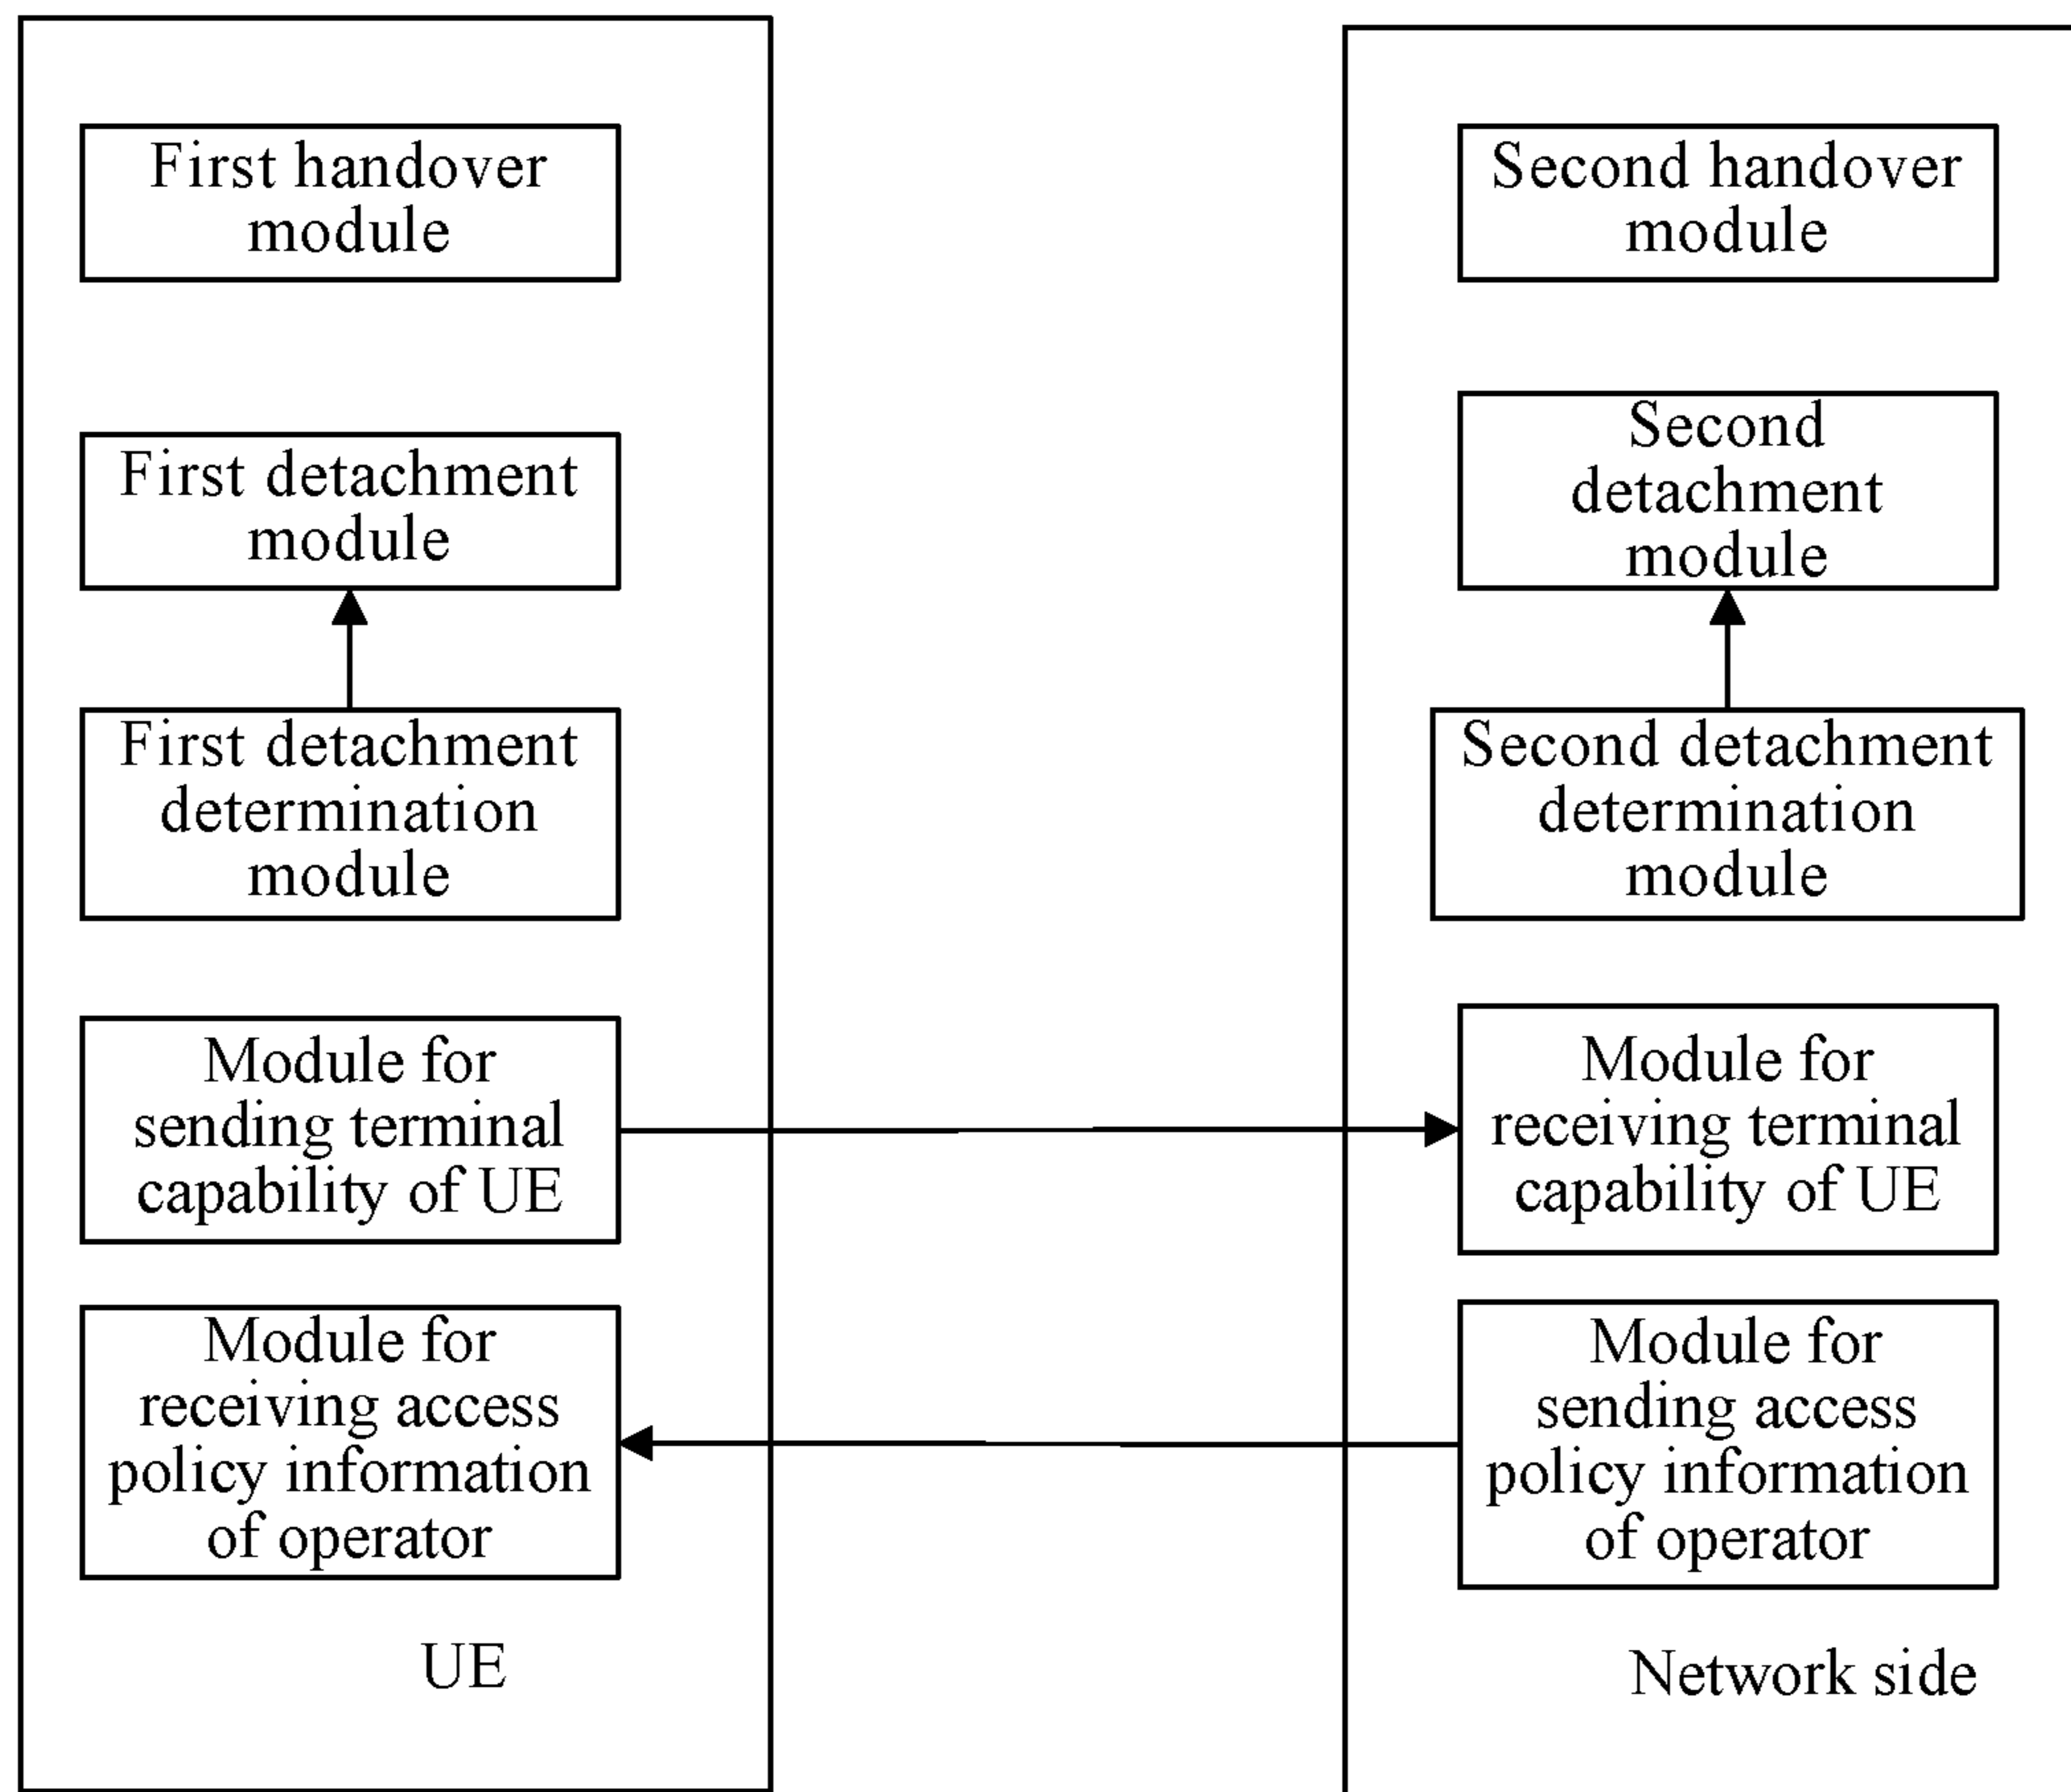 First handover
module
First detachment
module
First detachment
determination
module
Module for
sending terminal
capability of UE
Module for
receiving access
policy information
of operator
UE
Second handover
module
Second
detachment
module
Second detachment
determination
module
Module for
receiving terminal
capability of UE
Module for
sending access
policy information
of operator
Network side